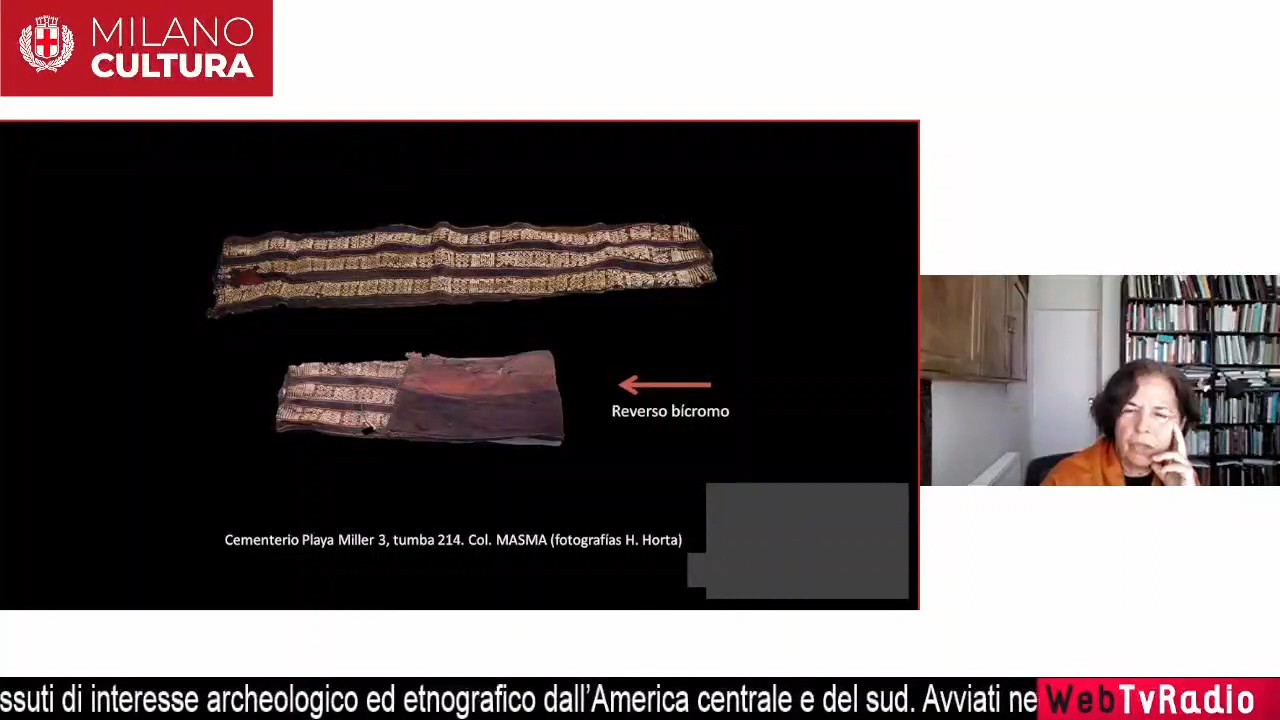 MILANO
CULTURA
Reverso bícromo
Cementerio Playa Miller 3, tumba 214. Col. MASMA (fotografías H. Horta)
ssuti di interesse archeologico ed etnografico dall'America centrale e del sud. Avviati ne
WebTvRadio